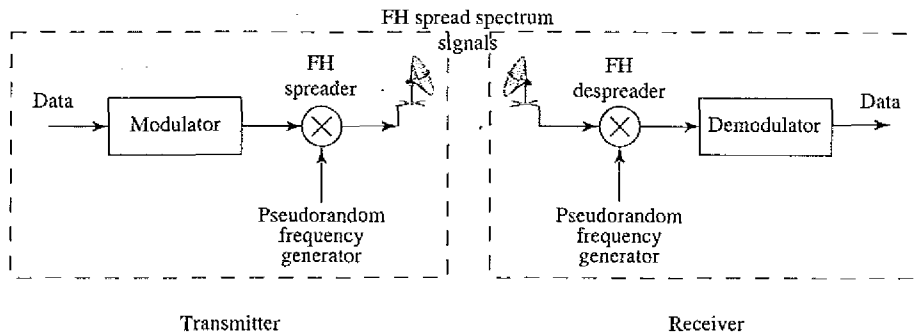 FH spread spectrum
signals
FH
spreader
Data
Modulator
Pseudorandom
frequency
generator
Transmitter
FH
despreader
Data
Demodulator
Pseudorandom
frequency
generator
Receiver